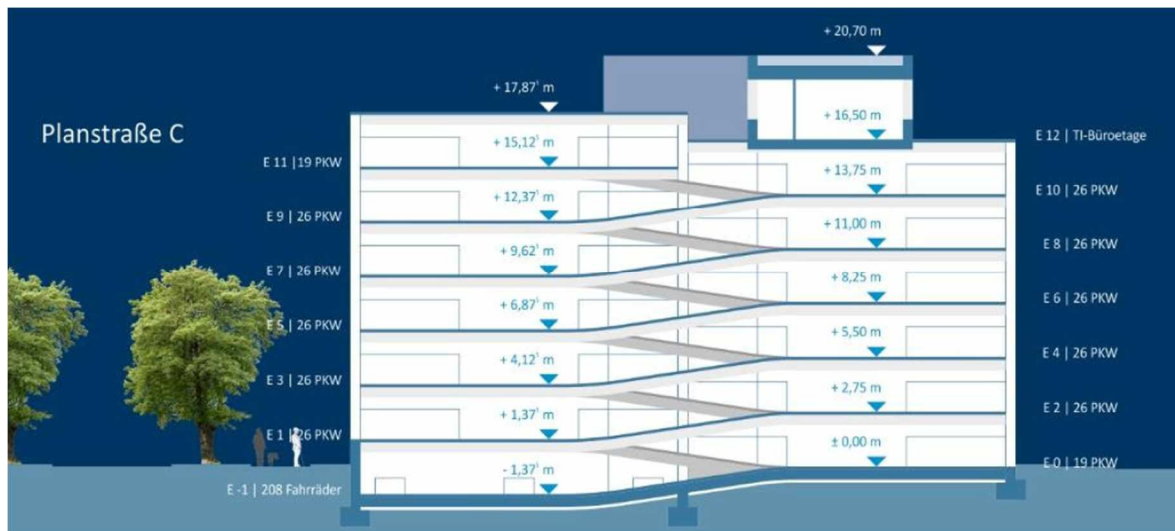 + 20,70 m
+ 17,87⁵ m
Planstraße C
+ 16,50 m
E 12 | TI-Büroetage
+ 15,12⁵ m
E 11 | 19 PKW
+ 13,75 m
E 10 | 26 PKW
+ 12,37⁵ m
E 9 | 26 PKW
+ 11,00 m
E 8 | 26 PKW
+ 9,62⁵ m
E 7 | 26 PKW
+ 8,25 m
E 6 | 26 PKW
+ 6,87⁵ m
E 5 | 26 PKW
+ 5,50 m
E 4 | 26 PKW
+ 4,12⁵ m
E 3 | 26 PKW
+ 2,75 m
E 2 | 26 PKW
+ 1,37⁵ m
E 1 | 26 PKW
± 0,00 m
E 0 | 19 PKW
- 1,37⁵ m
E -1 | 208 Fahrräder